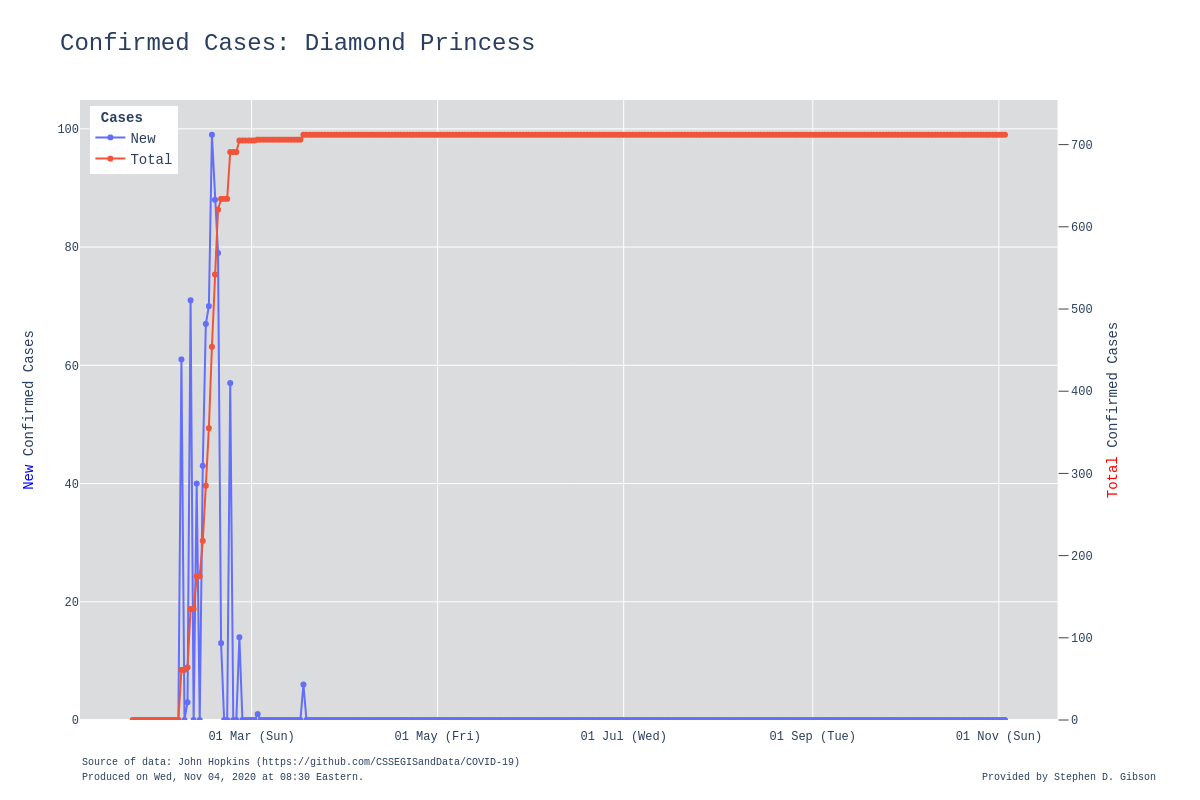 Confirmed Cases: Diamond Princess
Cases
New
Total
100
80
60
40
20
0
700
600
500
400
300
200
100
0
New Confirmed Cases
Total Confirmed Cases
01 Mar (Sun) 01 May (Fri) 01 Jul (Wed) 01 Sep (Tue) 01 Nov (Sun)
Source of data: John Hopkins (https://github.com/CSSEGISandData/COVID-19)
Produced on Wed, Nov 04, 2020 at 08:30 Eastern.
Provided by Stephen D. Gibson